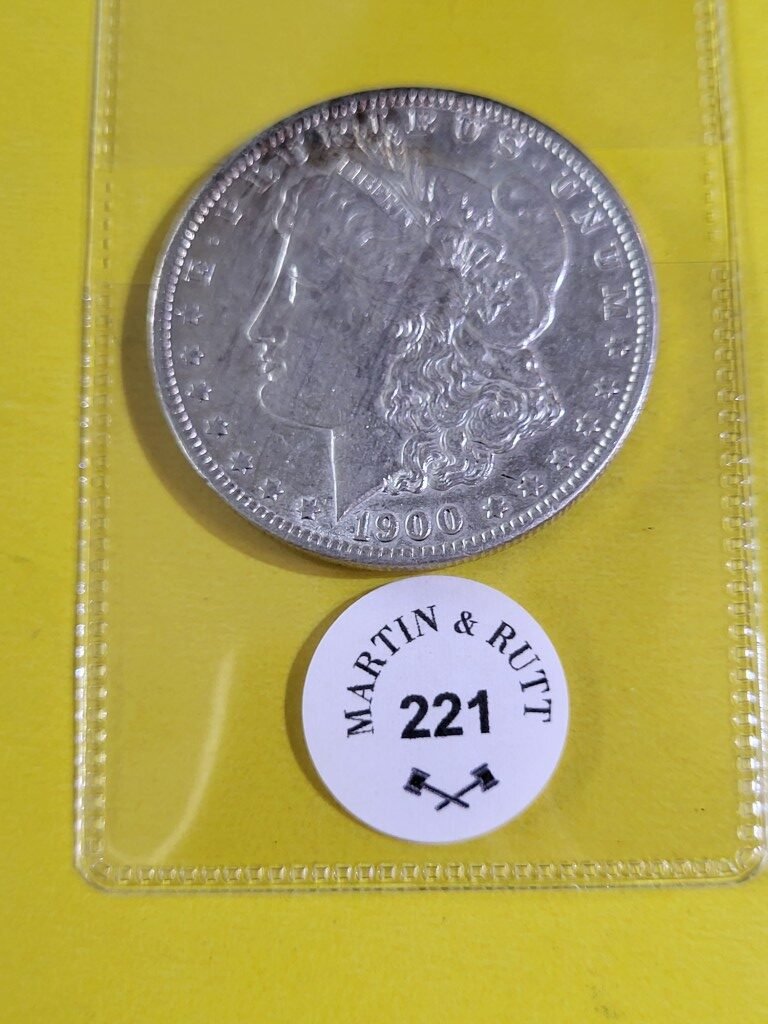 E · PLURIBUS · UNUM
1900
MARTIN & RUTT
221